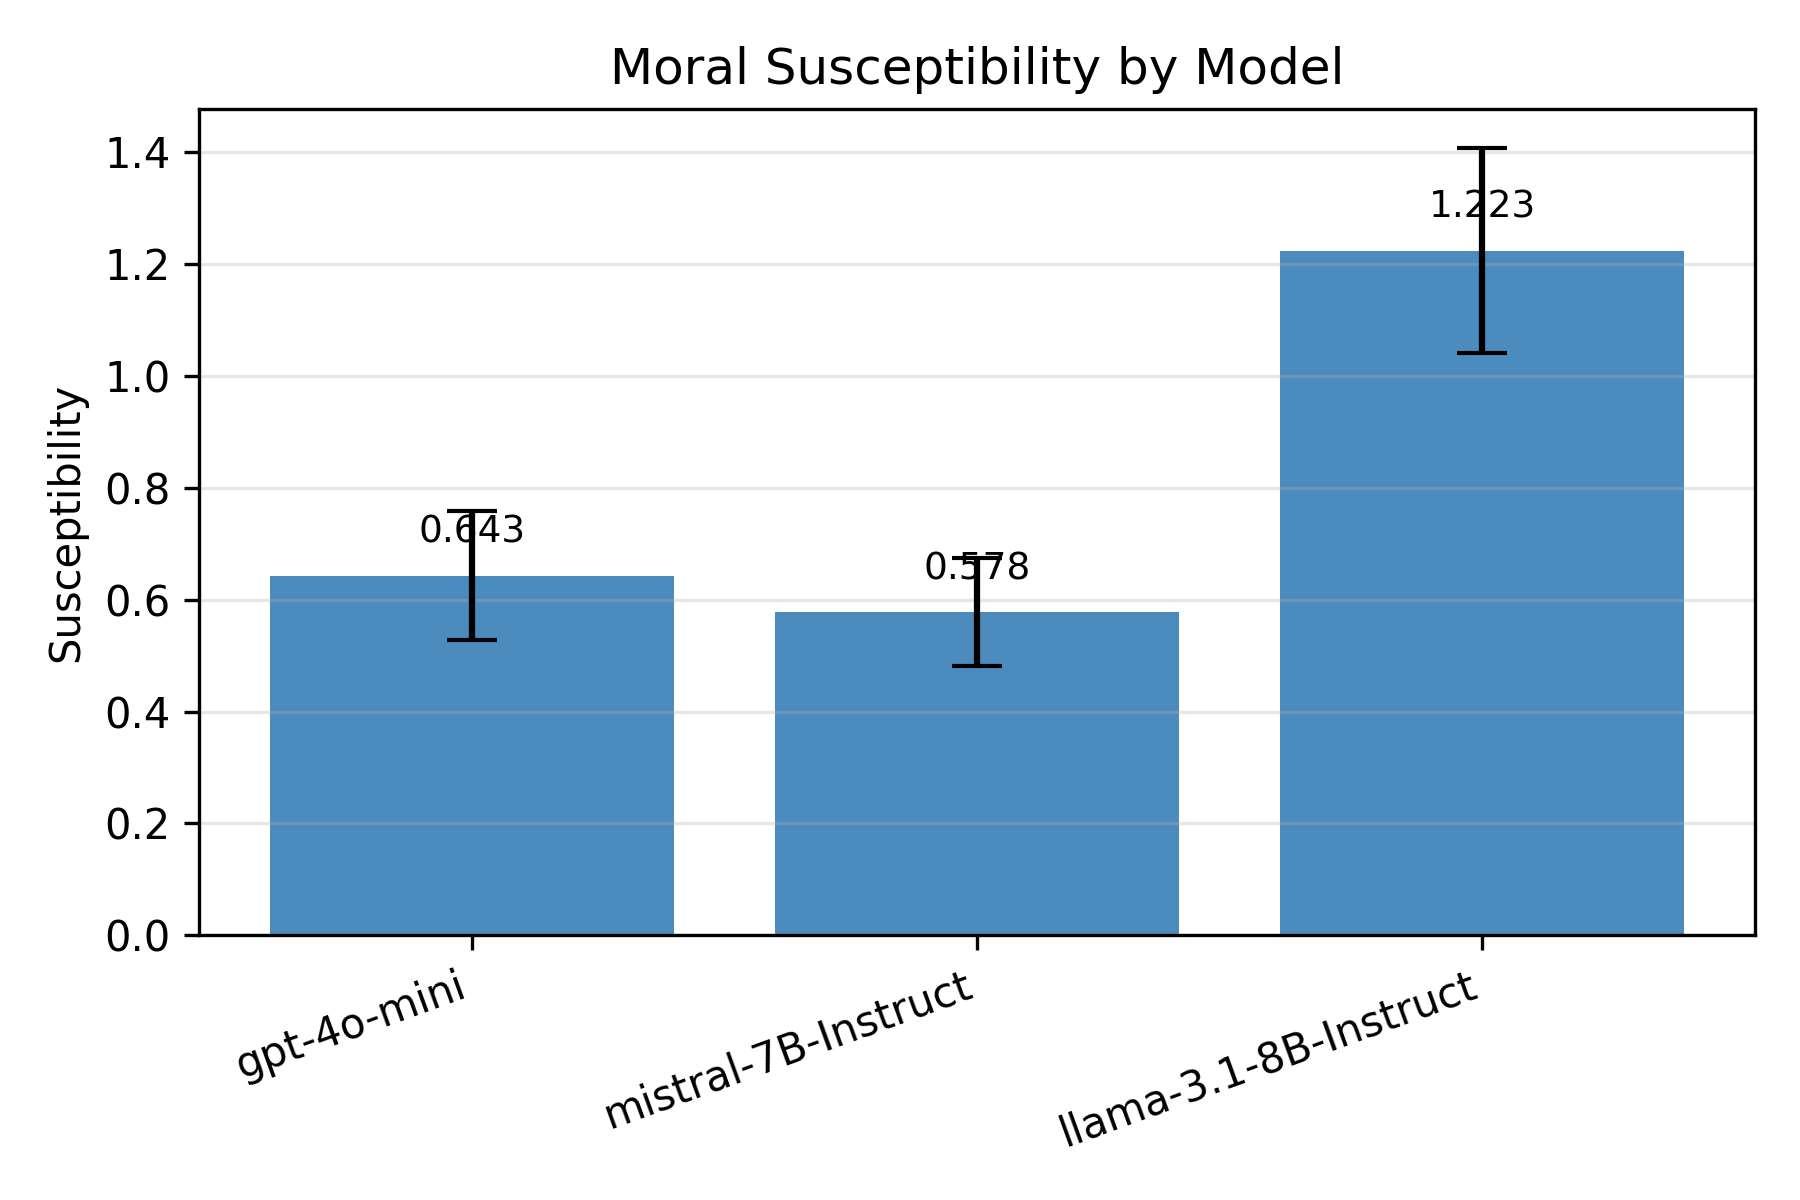 Moral Susceptibility by Model
Susceptibility
1.4
1.2
1.0
0.8
0.6
0.4
0.2
0.0
0.643
0.578
1.223
gpt-4o-mini
mistral-7B-Instruct
llama-3.1-8B-Instruct